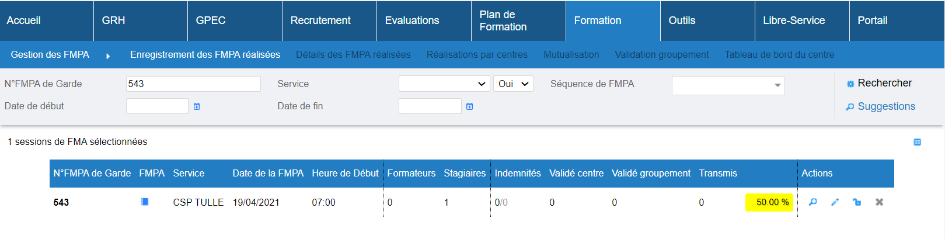 Accueil GRH GPEC Recrutement Evaluations Plan de Formation Formation Outils Libre-Service Portail
Gestion des FMPA Enregistrement des FMPA réalisées Détails des FMPA réalisées Réalisations par centres Mutualisation Validation groupement Tableau de bord du centre
N°FMPA de Garde 543 Service Oui Séquence de FMPA Rechercher
Date de début Date de fin Suggestions
1 sessions de FMA sélectionnées
N°FMPA de Garde FMPA Service Date de la FMPA Heure de Début Formateurs Stagiaires Indemnités Validé centre Validé groupement Transmis Actions
543 CSP TULLE 19/04/2021 07:00 0 1 0/0 0 0 0 50.00 %